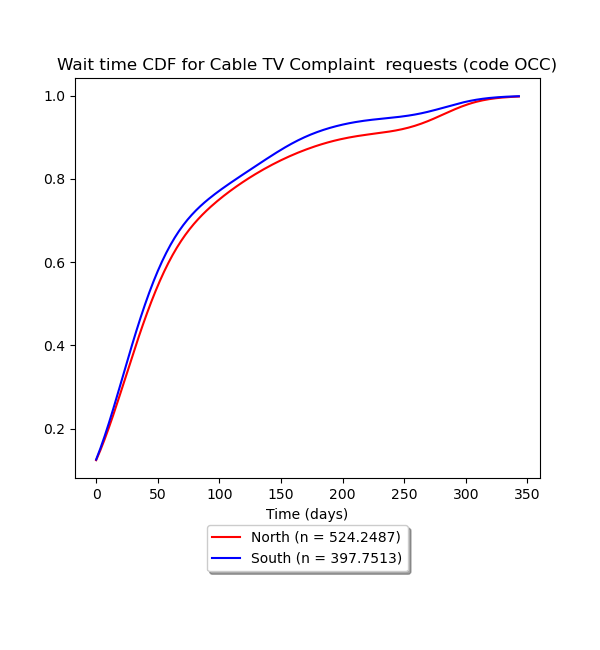 Wait time CDF for Cable TV Complaint  requests (code OCC)
1.0
0.8
0.6
0.4
0.2
0 50 100 150 200 250 300 350
Time (days)
North (n = 524.2487)
South (n = 397.7513)